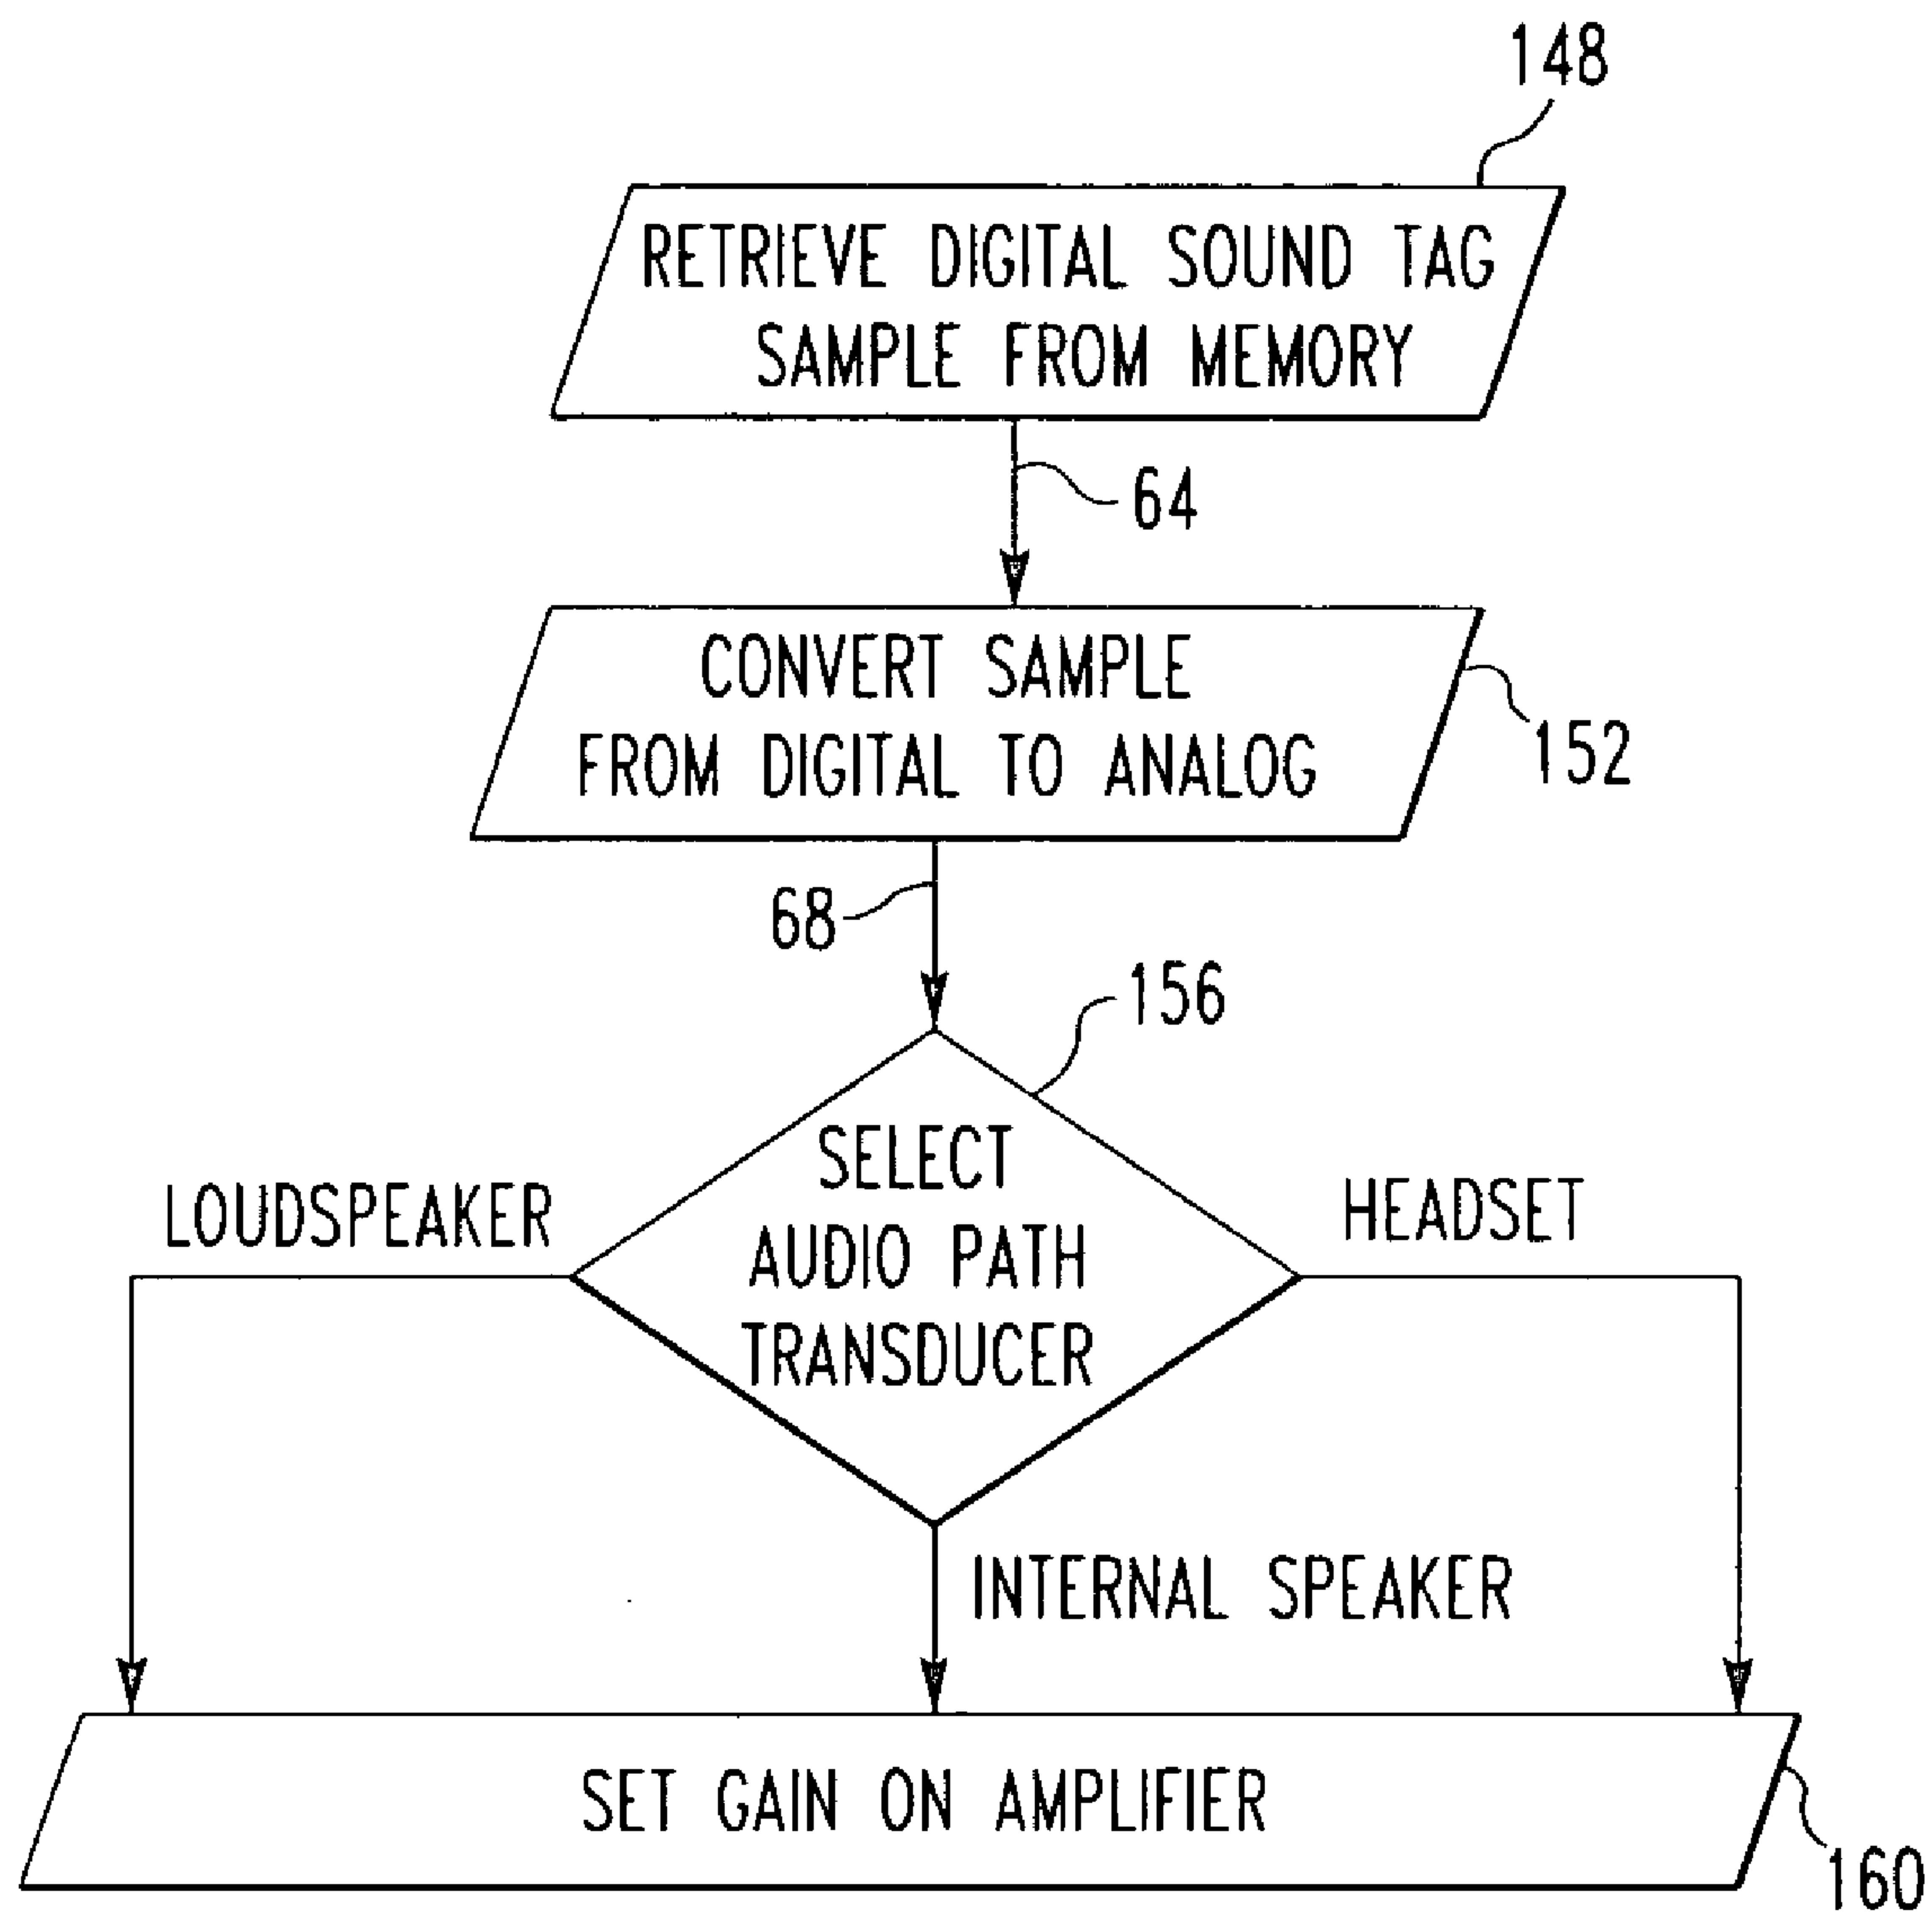 148
RETRIEVE DIGITAL SOUND TAG
SAMPLE FROM MEMORY
64
CONVERT SAMPLE
FROM DIGITAL TO ANALOG
152
68
156
SELECT
AUDIO PATH
TRANSDUCER
LOUDSPEAKER
HEADSET
INTERNAL SPEAKER
SET GAIN ON AMPLIFIER
160